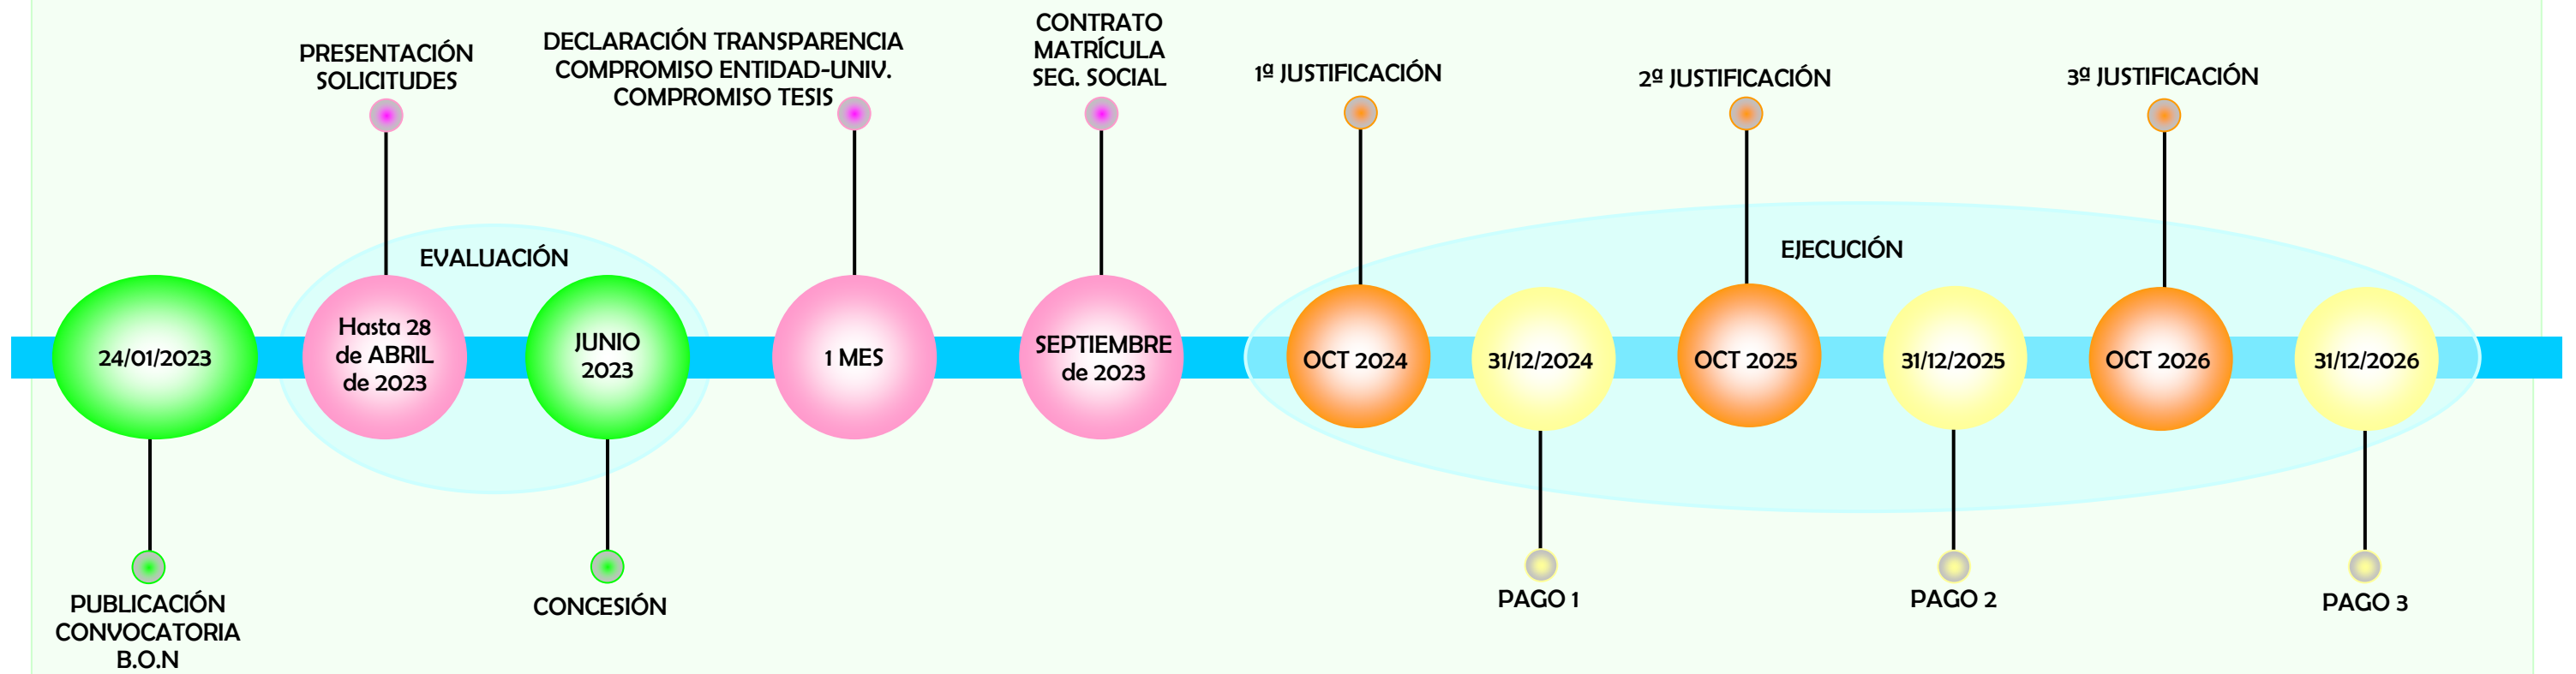 PRESENTACIÓN
SOLICITUDES
DECLARACIÓN TRANSPARENCIA
COMPROMISO ENTIDAD-UNIV.
COMPROMISO TESIS
CONTRATO
MATRÍCULA
SEG. SOCIAL
1ª JUSTIFICACIÓN
2ª JUSTIFICACIÓN
3ª JUSTIFICACIÓN
EVALUACIÓN
EJECUCIÓN
24/01/2023
Hasta 28
de ABRIL
de 2023
JUNIO
2023
1 MES
SEPTIEMBRE
de 2023
OCT 2024
31/12/2024
OCT 2025
31/12/2025
OCT 2026
31/12/2026
PUBLICACIÓN
CONVOCATORIA
B.O.N
CONCESIÓN
PAGO 1
PAGO 2
PAGO 3